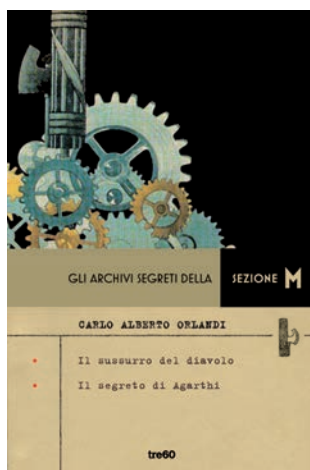 GLI ARCHIVI SEGRETI DELLA SEZIONE M
CARLO ALBERTO ORLANDI
Il sussurro del diavolo
Il segreto di Agarthi
tre60